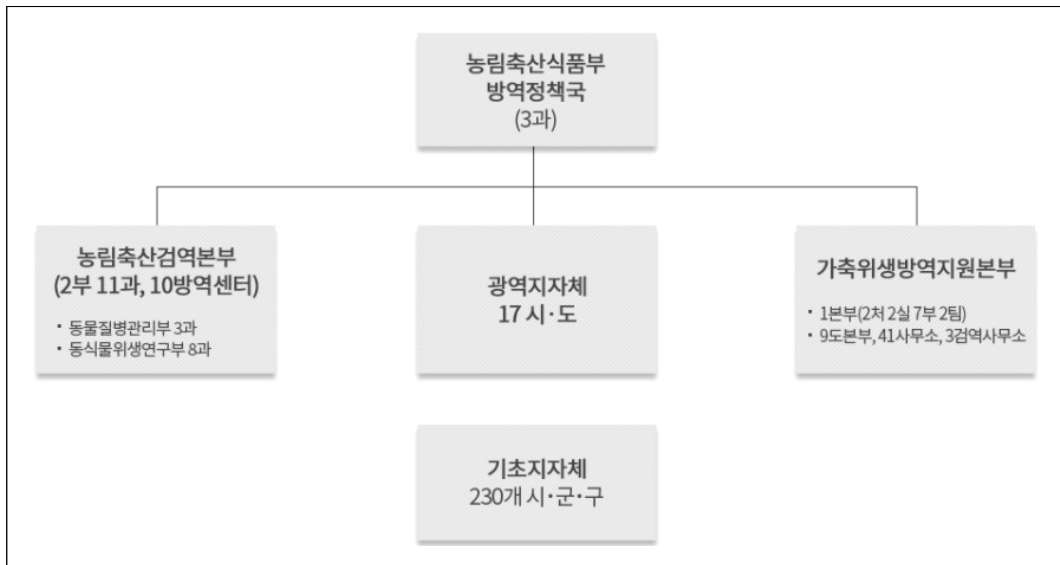 농림축산식품부
방역정책국
(3과)
농림축산검역본부
(2부 11과, 10방역센터)
• 동물질병관리부 3과
• 동식물위생연구부 8과
광역지자체
17 시·도
가축위생방역지원본부
• 1본부(2처 2실 7부 2팀)
• 9도본부, 41사무소, 3검역사무소
기초지자체
230개 시·군·구